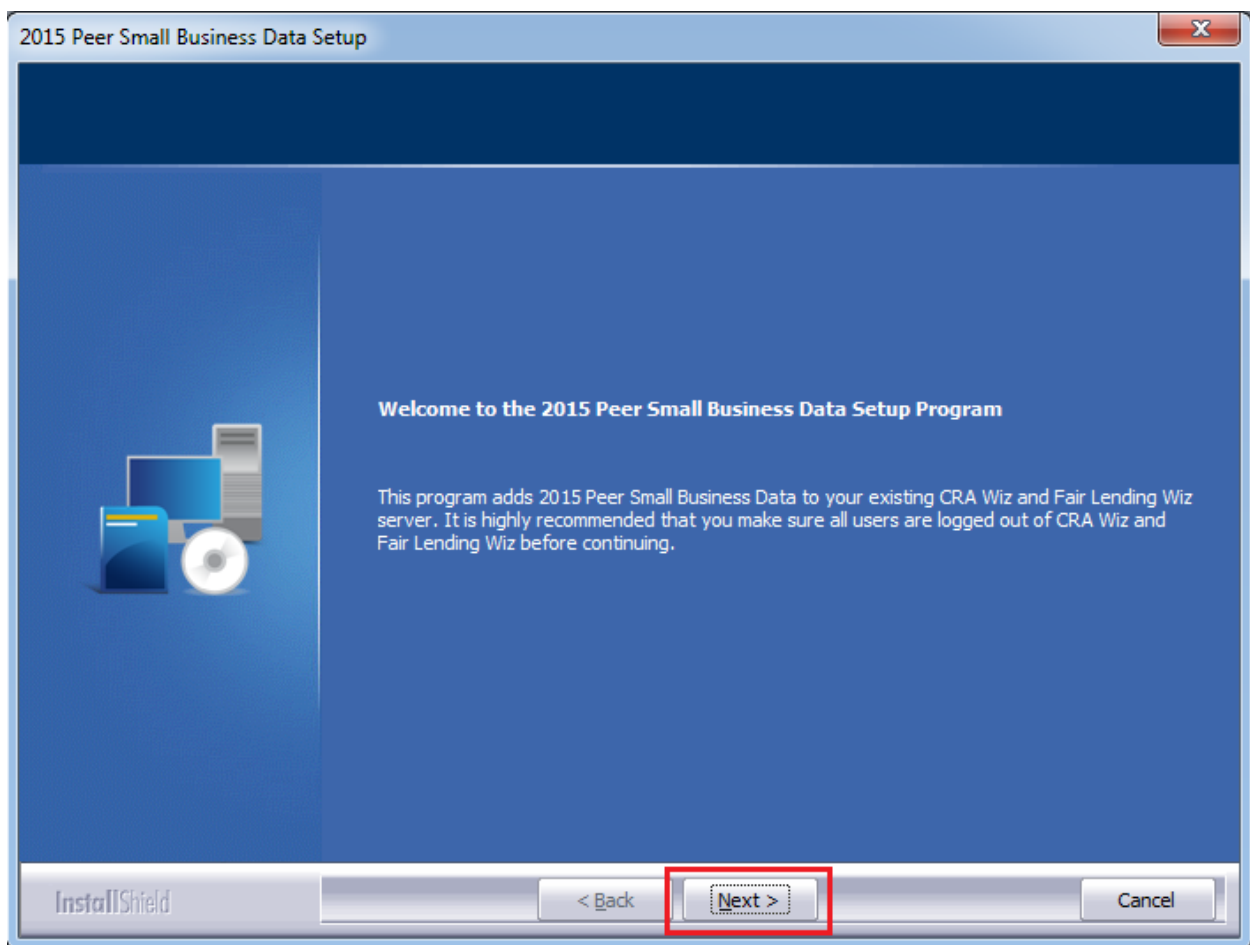 2015 Peer Small Business Data Setup
Welcome to the 2015 Peer Small Business Data Setup Program
This program adds 2015 Peer Small Business Data to your existing CRA Wiz and Fair Lending Wiz
server. It is highly recommended that you make sure all users are logged out of CRA Wiz and
Fair Lending Wiz before continuing.
InstallShield
< Back
Next >
Cancel